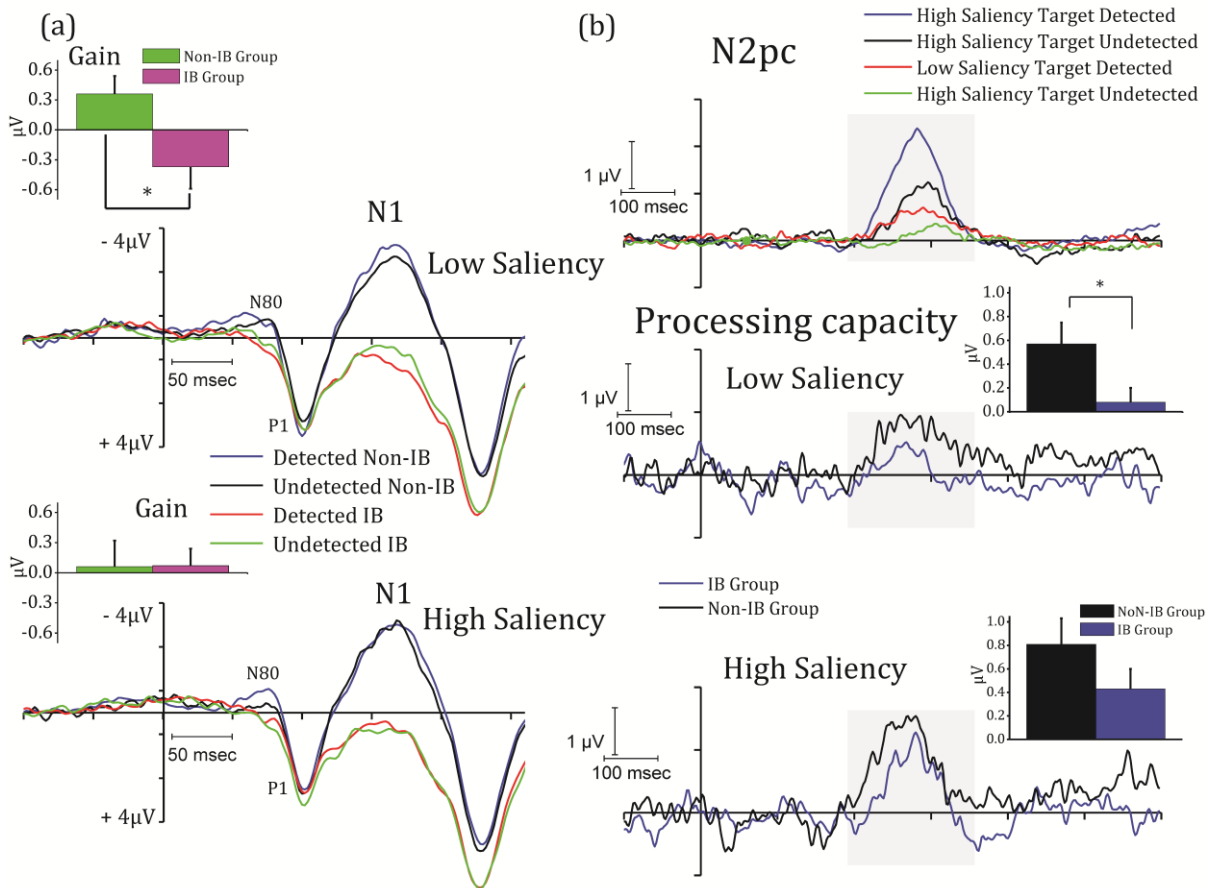 (a)
Gain
Non-IB Group
IB Group
0.6
0.3
0.0
-0.3
-0.6
µV
*
N1
- 4µV
Low Saliency
N80
50 msec
P1
+ 4µV
Detected Non-IB
Undetected Non-IB
Detected IB
Undetected IB
Gain
0.6
0.3
0.0
-0.3
-0.6
µV
N1
- 4µV
High Saliency
N80
50 msec
P1
+ 4µV
(b)
High Saliency Target Detected
High Saliency Target Undetected
Low Saliency Target Detected
High Saliency Target Undetected
N2pc
1 µV
100 msec
Processing capacity
Low Saliency
1 µV
100 msec
*
1.0
0.8
0.6
0.4
0.2
0.0
µV
IB Group
Non-IB Group
High Saliency
1 µV
100 msec
NoN-IB Group
IB Group
1.0
0.8
0.6
0.4
0.2
0.0
µV